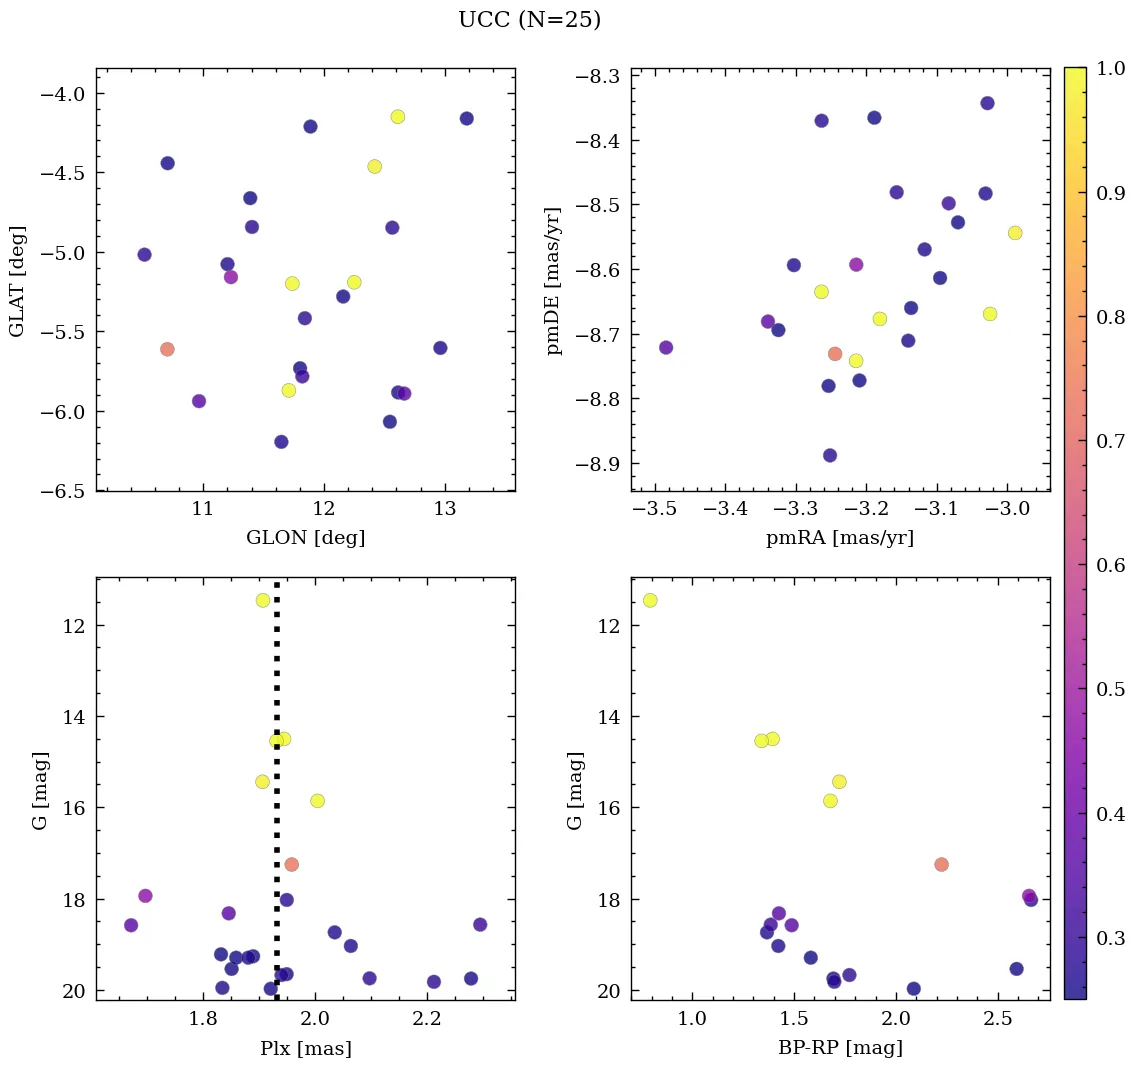 UCC (N=25)
−4.0
−4.5
−5.0
−5.5
−6.0
−6.5
GLAT [deg]
11 12 13
GLON [deg]
−8.3
−8.4
−8.5
−8.6
−8.7
−8.8
−8.9
pmDE [mas/yr]
−3.5 −3.4 −3.3 −3.2 −3.1 −3.0
pmRA [mas/yr]
12
14
16
18
20
G [mag]
1.8 2.0 2.2
Plx [mas]
12
14
16
18
20
G [mag]
1.0 1.5 2.0 2.5
BP-RP [mag]
1.0
0.9
0.8
0.7
0.6
0.5
0.4
0.3